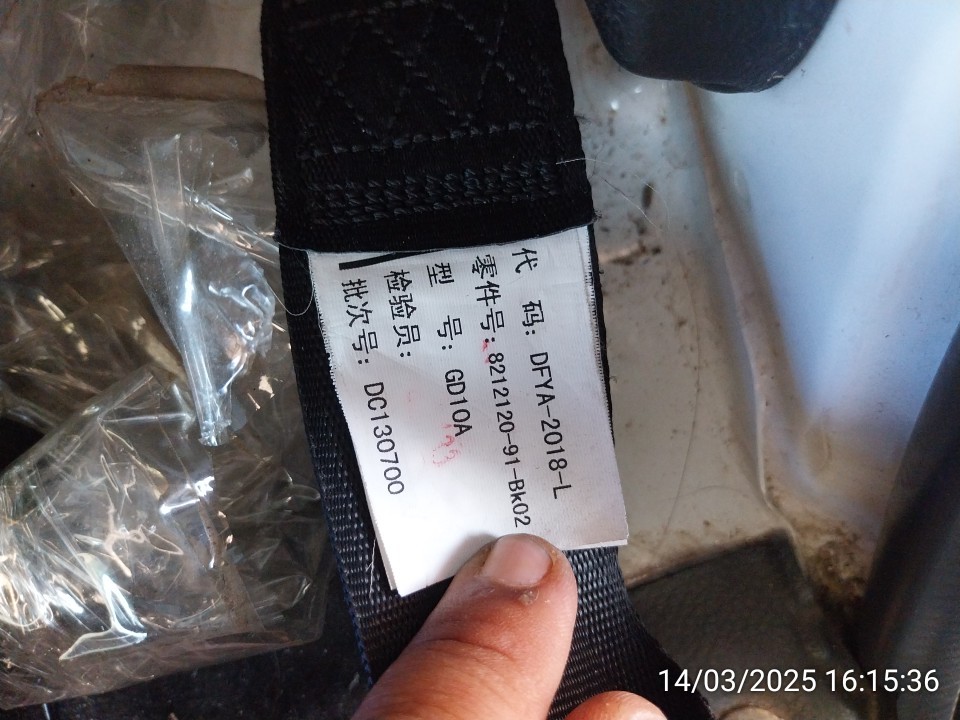 代 码: DFYA-2018-L
零件号: 8212120-91-Bk02
型 号: GD10A
检验员:
批次号: DC130700
14/03/2025 16:15:36